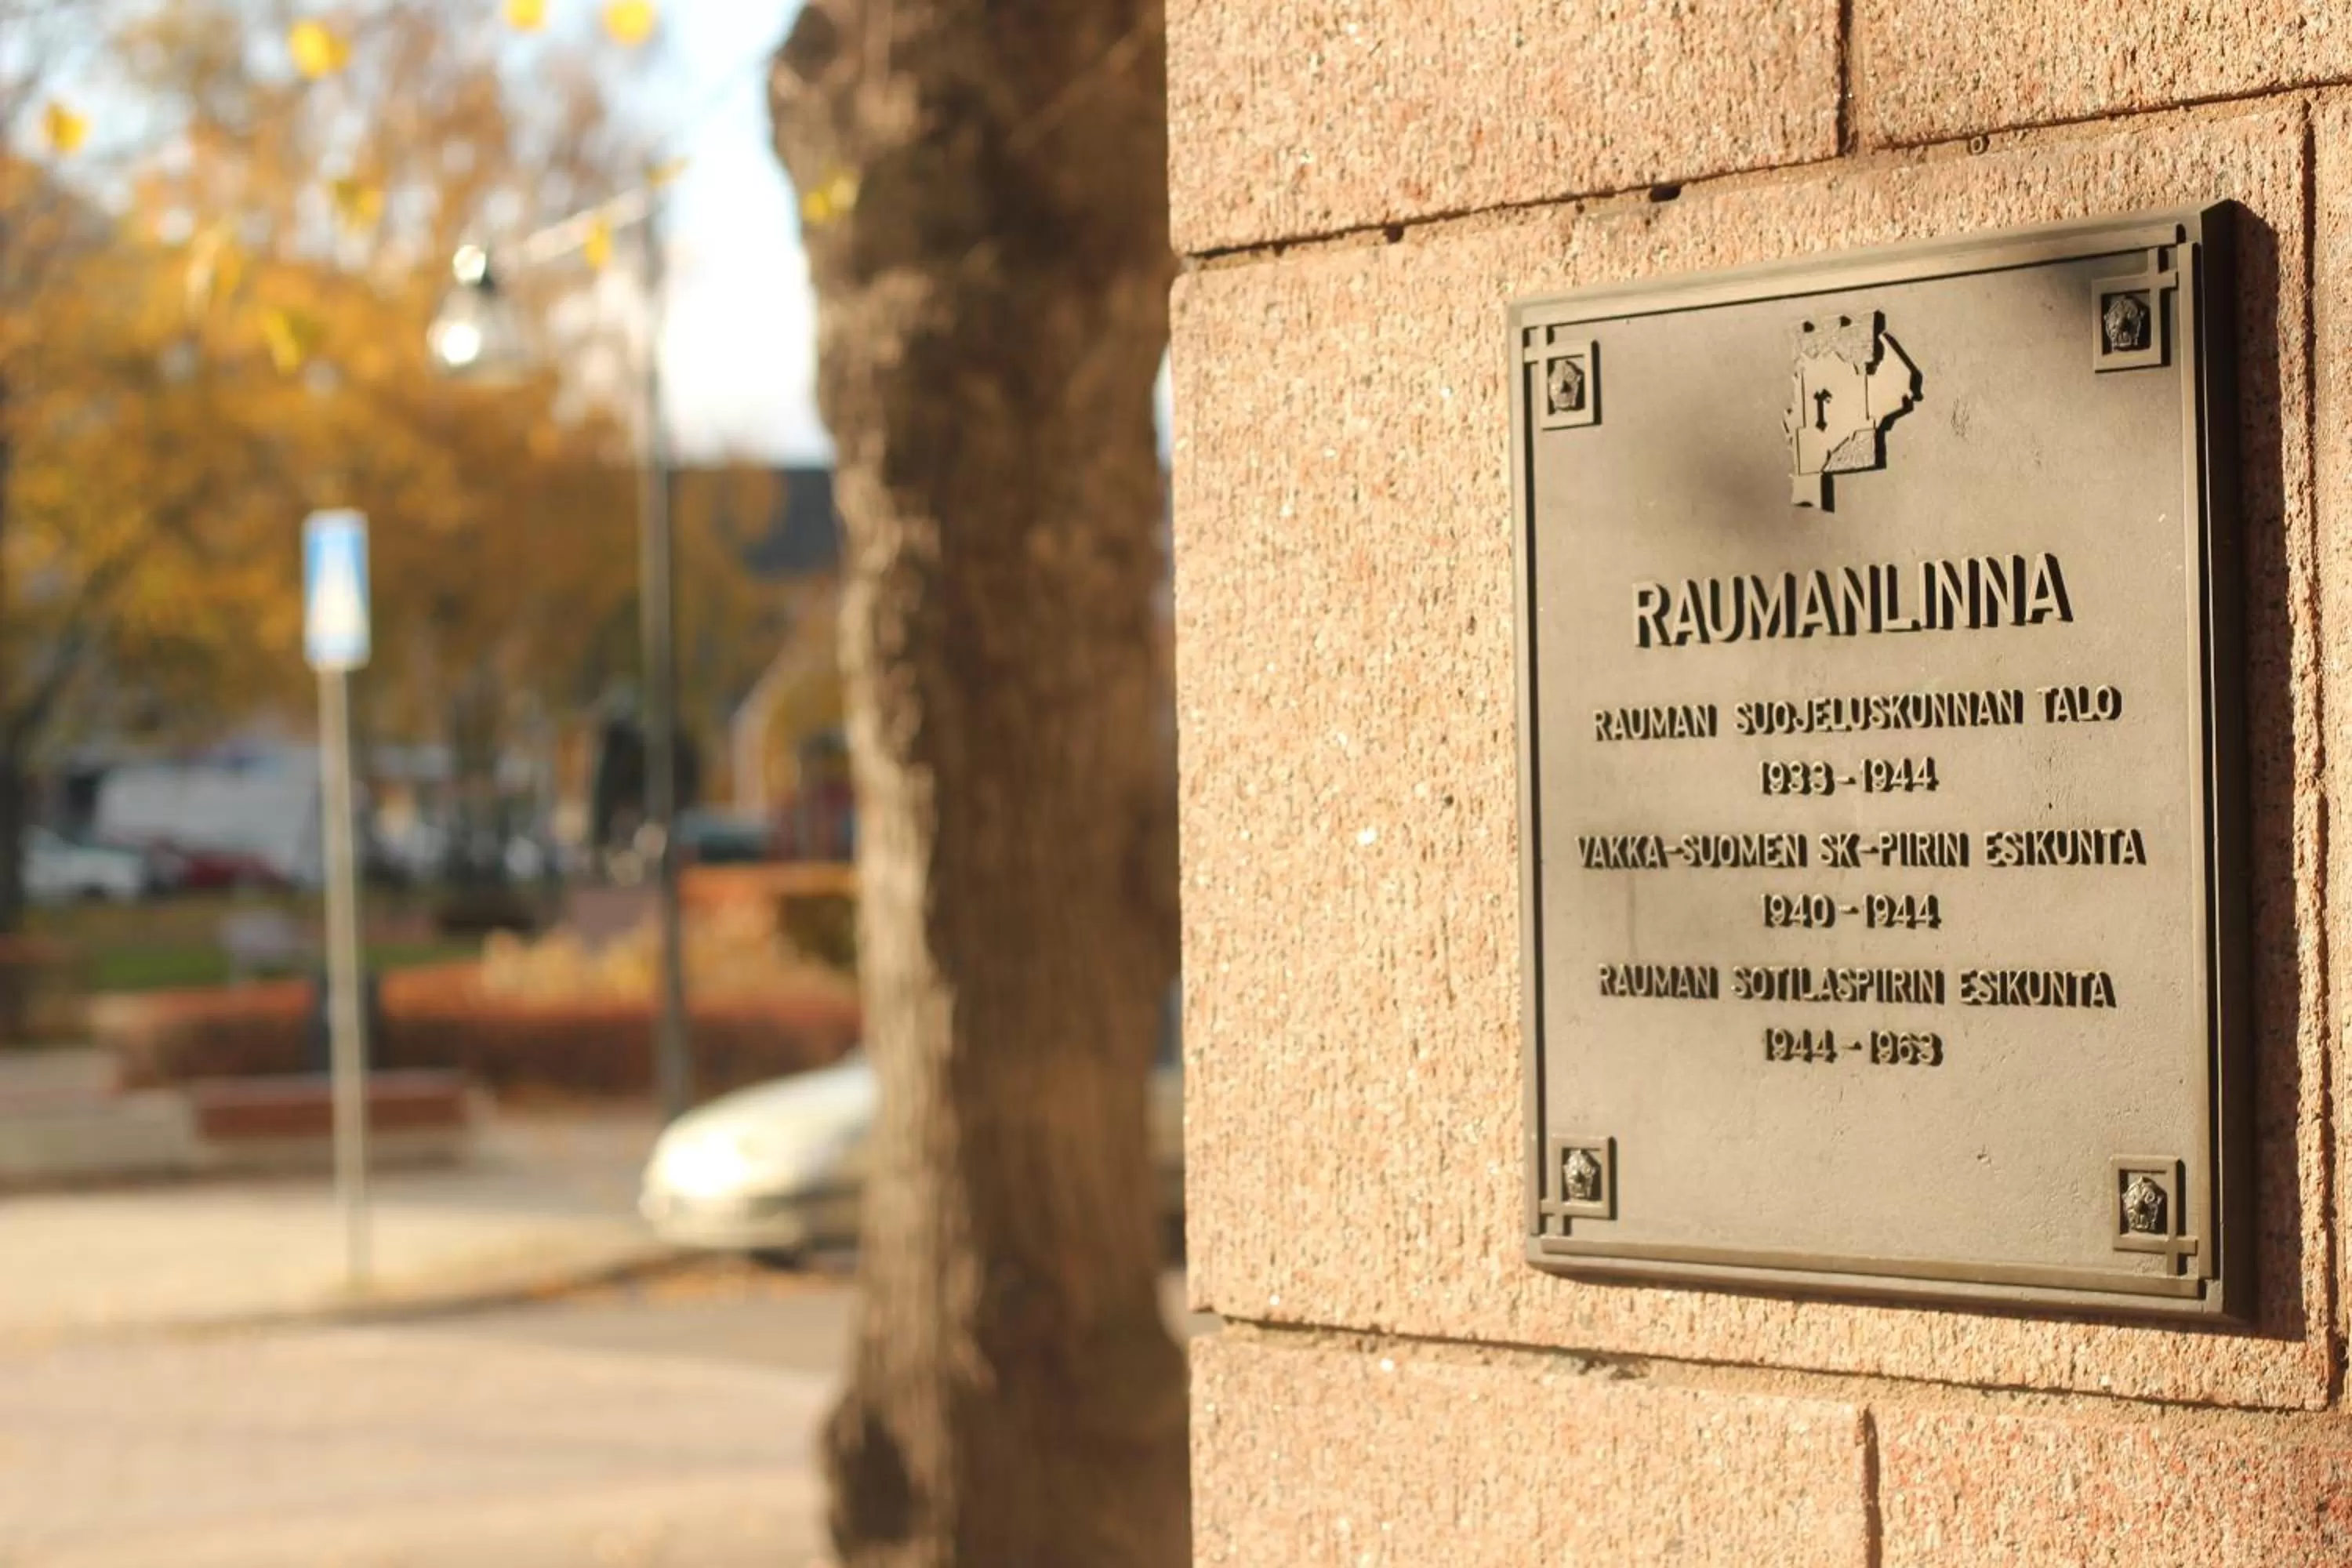 r
RAUMANLINNA
RAUMAN SUOJELUSKUNNAN TALO
1933-1944
VAKKA-SUOMEN SK-PIIRIN ESIKUNTA
1940-1944
RAUMAN SOTILASPIIRIN ESIKUNTA
1944-1963